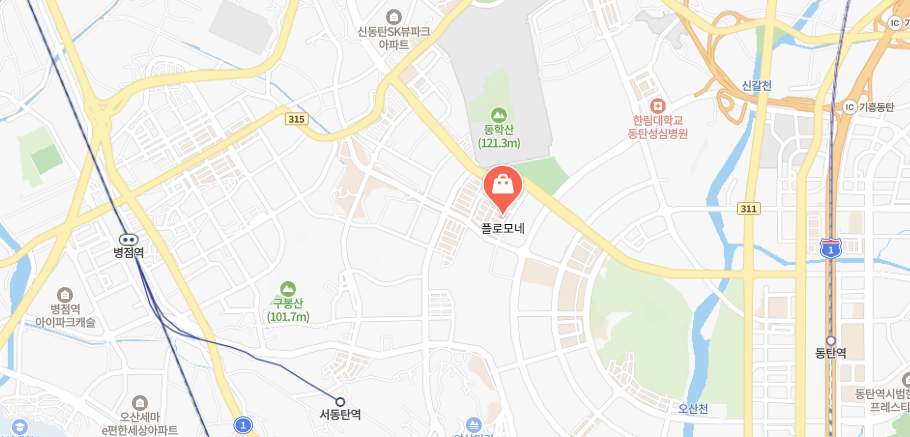 신동탄SK뷰파크
아파트
IC
신갈천
IC 기흥동탄
315
동학산
(121.3m)
한림대학교
동탄성심병원
311
플로모네
병점역
1
구봉산
(101.7m)
병점역
아이파크캐슬
동탄역
동탄역시범한
프레스티
오산세마
e편한세상아파트
서동탄역
오산천
1